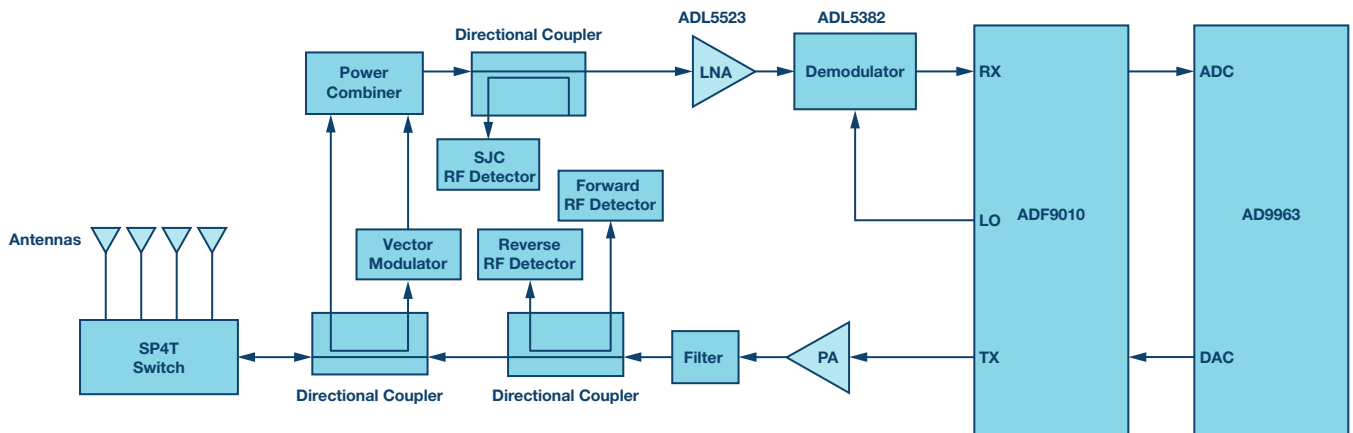 ADL5523
ADL5382
Directional Coupler
Power
Combiner
LNA
Demodulator
RX
ADC
SJC
RF Detector
Forward
RF Detector
LO
ADF9010
AD9963
Antennas
Vector
Modulator
Reverse
RF Detector
SP4T
Switch
Filter
PA
TX
DAC
Directional Coupler
Directional Coupler